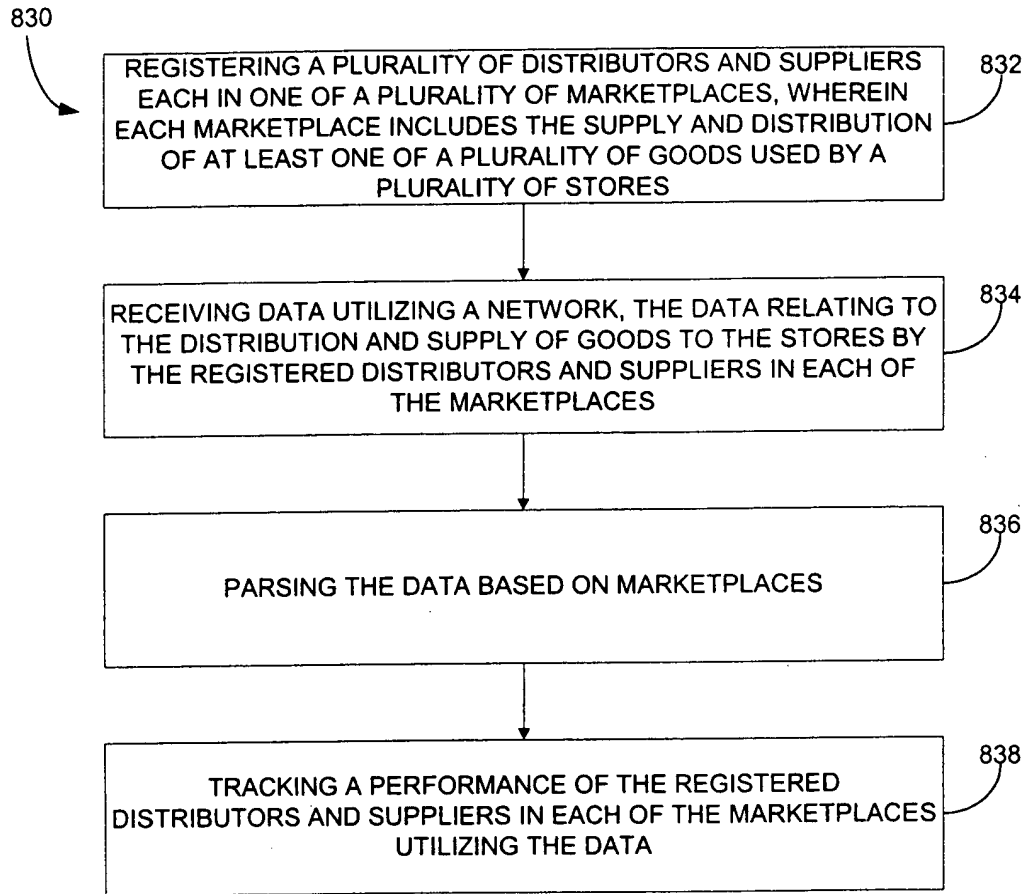 830
REGISTERING A PLURALITY OF DISTRIBUTORS AND SUPPLIERS
EACH IN ONE OF A PLURALITY OF MARKETPLACES, WHEREIN
EACH MARKETPLACE INCLUDES THE SUPPLY AND DISTRIBUTION
OF AT LEAST ONE OF A PLURALITY OF GOODS USED BY A
PLURALITY OF STORES
832
RECEIVING DATA UTILIZING A NETWORK, THE DATA RELATING TO
THE DISTRIBUTION AND SUPPLY OF GOODS TO THE STORES BY
THE REGISTERED DISTRIBUTORS AND SUPPLIERS IN EACH OF
THE MARKETPLACES
834
PARSING THE DATA BASED ON MARKETPLACES
836
TRACKING A PERFORMANCE OF THE REGISTERED
DISTRIBUTORS AND SUPPLIERS IN EACH OF THE MARKETPLACES
UTILIZING THE DATA
838